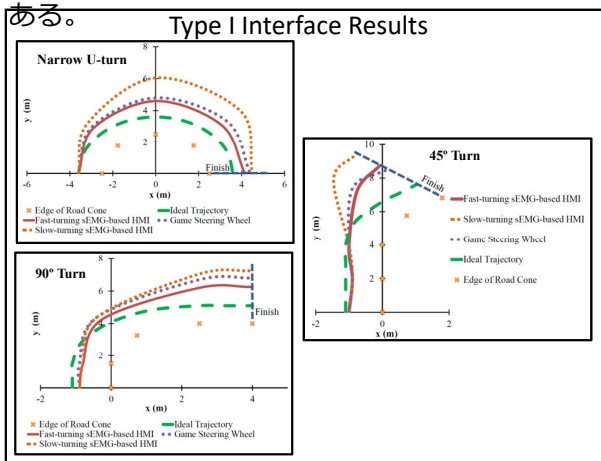 ある。
Type I Interface Results
Narrow U-turn
8
6
4
2
y (m)
Finish
-6 -4 -2 0 2 4 6
x (m)
Edge of Road Cone
Ideal Trajectory
Fast-turning sEMG-based HMI
Game Steering Wheel
Slow-turning sEMG-based HMI
90º Turn
8
6
4
2
0
y (m)
Finish
-2 0 2 4
x (m)
Edge of Road Cone
Ideal Trajectory
Fast-turning sEMG-based HMI
Game Steering Wheel
Slow-turning sEMG-based HMI
45º Turn
10
8
6
4
2
0
y (m)
Finish
-2 0 2
x (m)
Fast-turning sEMG-based HMI
Slow-turning sEMG-based HMI
Game Steering Wheel
Ideal Trajectory
Edge of Road Cone